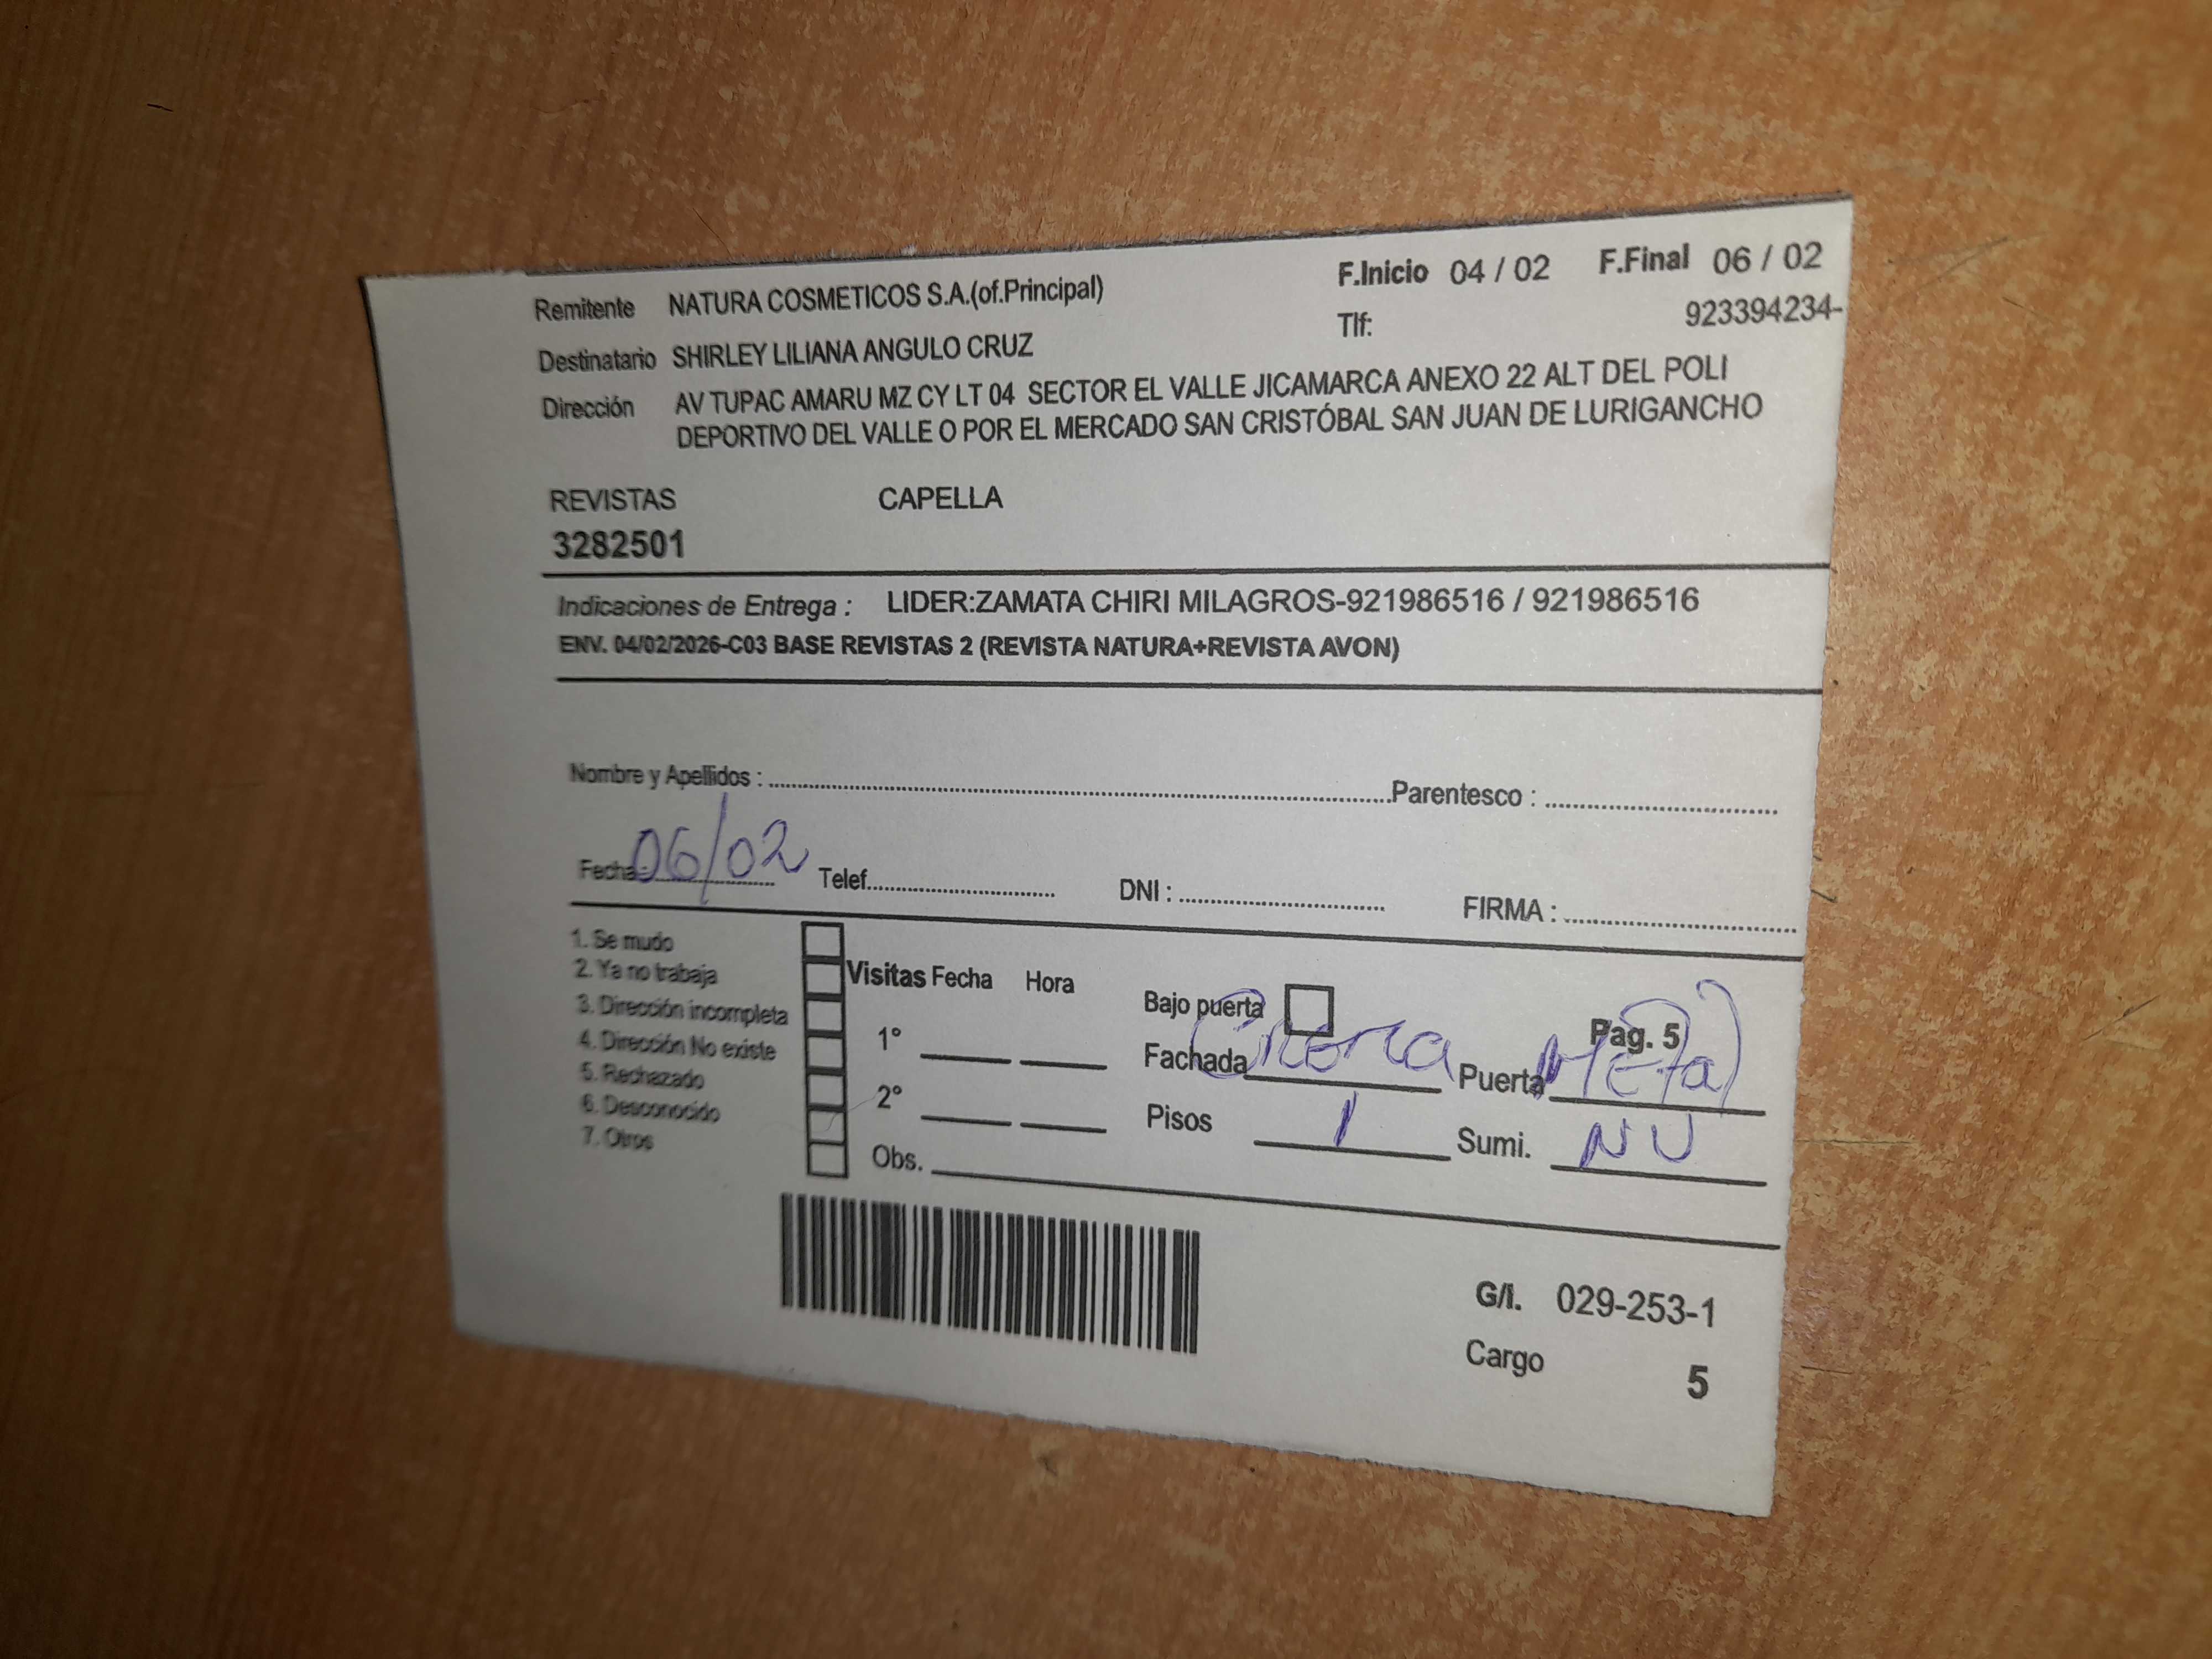 Remitente NATURA COSMETICOS S.A.(of.Principal) F.Inicio 04 / 02 F.Final 06 / 02
Tlf: 923394234-
Destinatario SHIRLEY LILIANA ANGULO CRUZ
Dirección AV TUPAC AMARU MZ CY LT 04 SECTOR EL VALLE JICAMARCA ANEXO 22 ALT DEL POLI
DEPORTIVO DEL VALLE O POR EL MERCADO SAN CRISTÓBAL SAN JUAN DE LURIGANCHO
REVISTAS CAPELLA
3282501
Indicaciones de Entrega : LIDER:ZAMATA CHIRI MILAGROS-921986516 / 921986516
ENV. 04/02/2026-C03 BASE REVISTAS 2 (REVISTA NATURA+REVISTA AVON)
Nombre y Apellidos : Parentesco :
Fecha: 06/02 Telef. DNI : FIRMA :
1. Se mudo
2. Ya no trabaja
3. Dirección incompleta
4. Dirección No existe
5. Rechazado
6. Desconocido
7. Otros
Visitas Fecha Hora
1°
2°
Obs.
Bajo puerta Pag. 5
Fachada Puerta Metal
Pisos 1 Sumi. NU
G/I. 029-253-1
Cargo 5